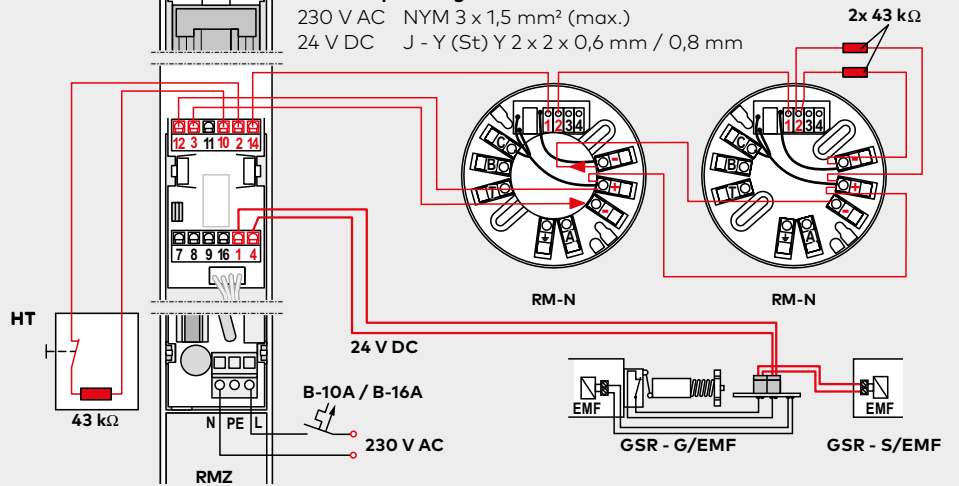 230 V AC NYM 3 x 1,5 mm² (max.)
24 V DC J - Y (St) Y 2 x 2 x 0,6 mm / 0,8 mm
2x 43 kΩ
12 3 11 10 2 14
1 2 3 4
C
B
T
-
+
-
A
1 2 3 4
C
B
T
-
+
-
A
7 8 9 16 1 4
RM-N
RM-N
HT
43 kΩ
24 V DC
B-10A / B-16A
N PE L
230 V AC
RMZ
EMF
GSR - G/EMF
EMF
GSR - S/EMF